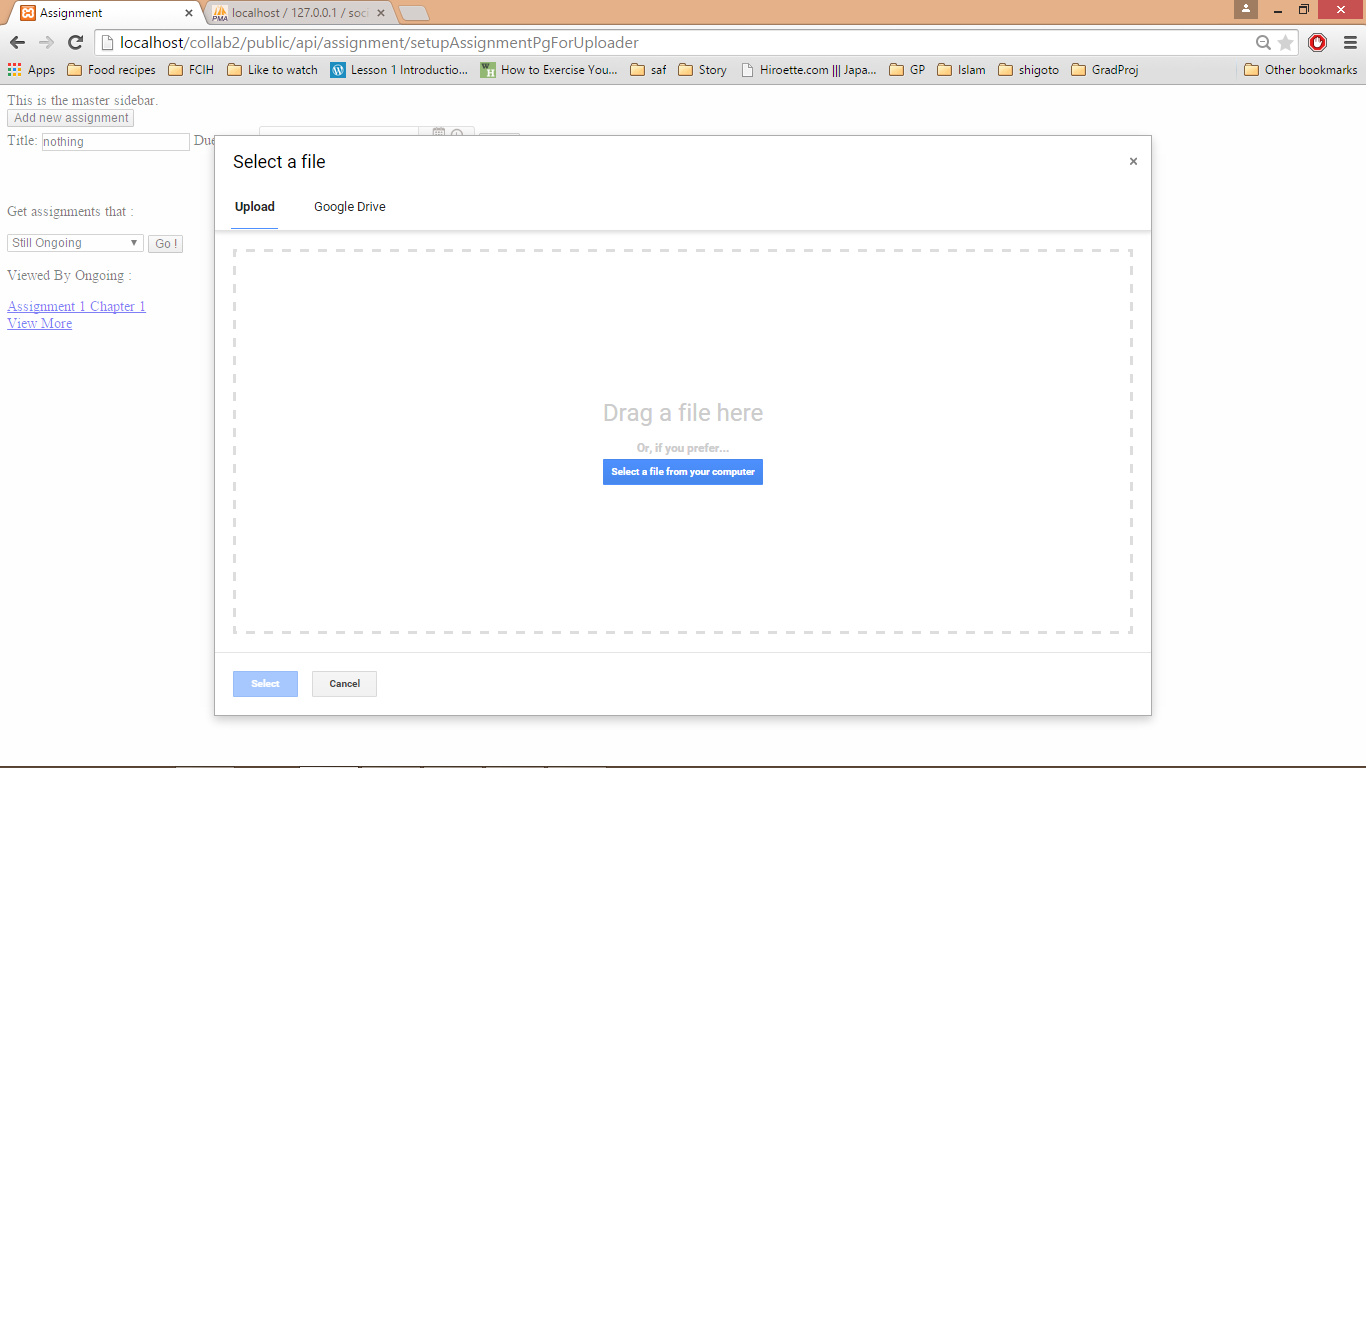 Assignment
localhost / 127.0.0.1 / soci
localhost/collab2/public/api/assignment/setupAssignmentPgForUploader
Apps Food recipes FCIH Like to watch Lesson 1 Introductio... How to Exercise You... saf Story Hiroette.com ||| Japa... GP Islam shigoto GradProj Other bookmarks
This is the master sidebar.
Add new assignment
Title: nothing Due
Select a file
Upload Google Drive
Get assignments that :
Still Ongoing Go !
Viewed By Ongoing :
Assignment 1 Chapter 1
View More
Drag a file here
Or, if you prefer...
Select a file from your computer
Select Cancel